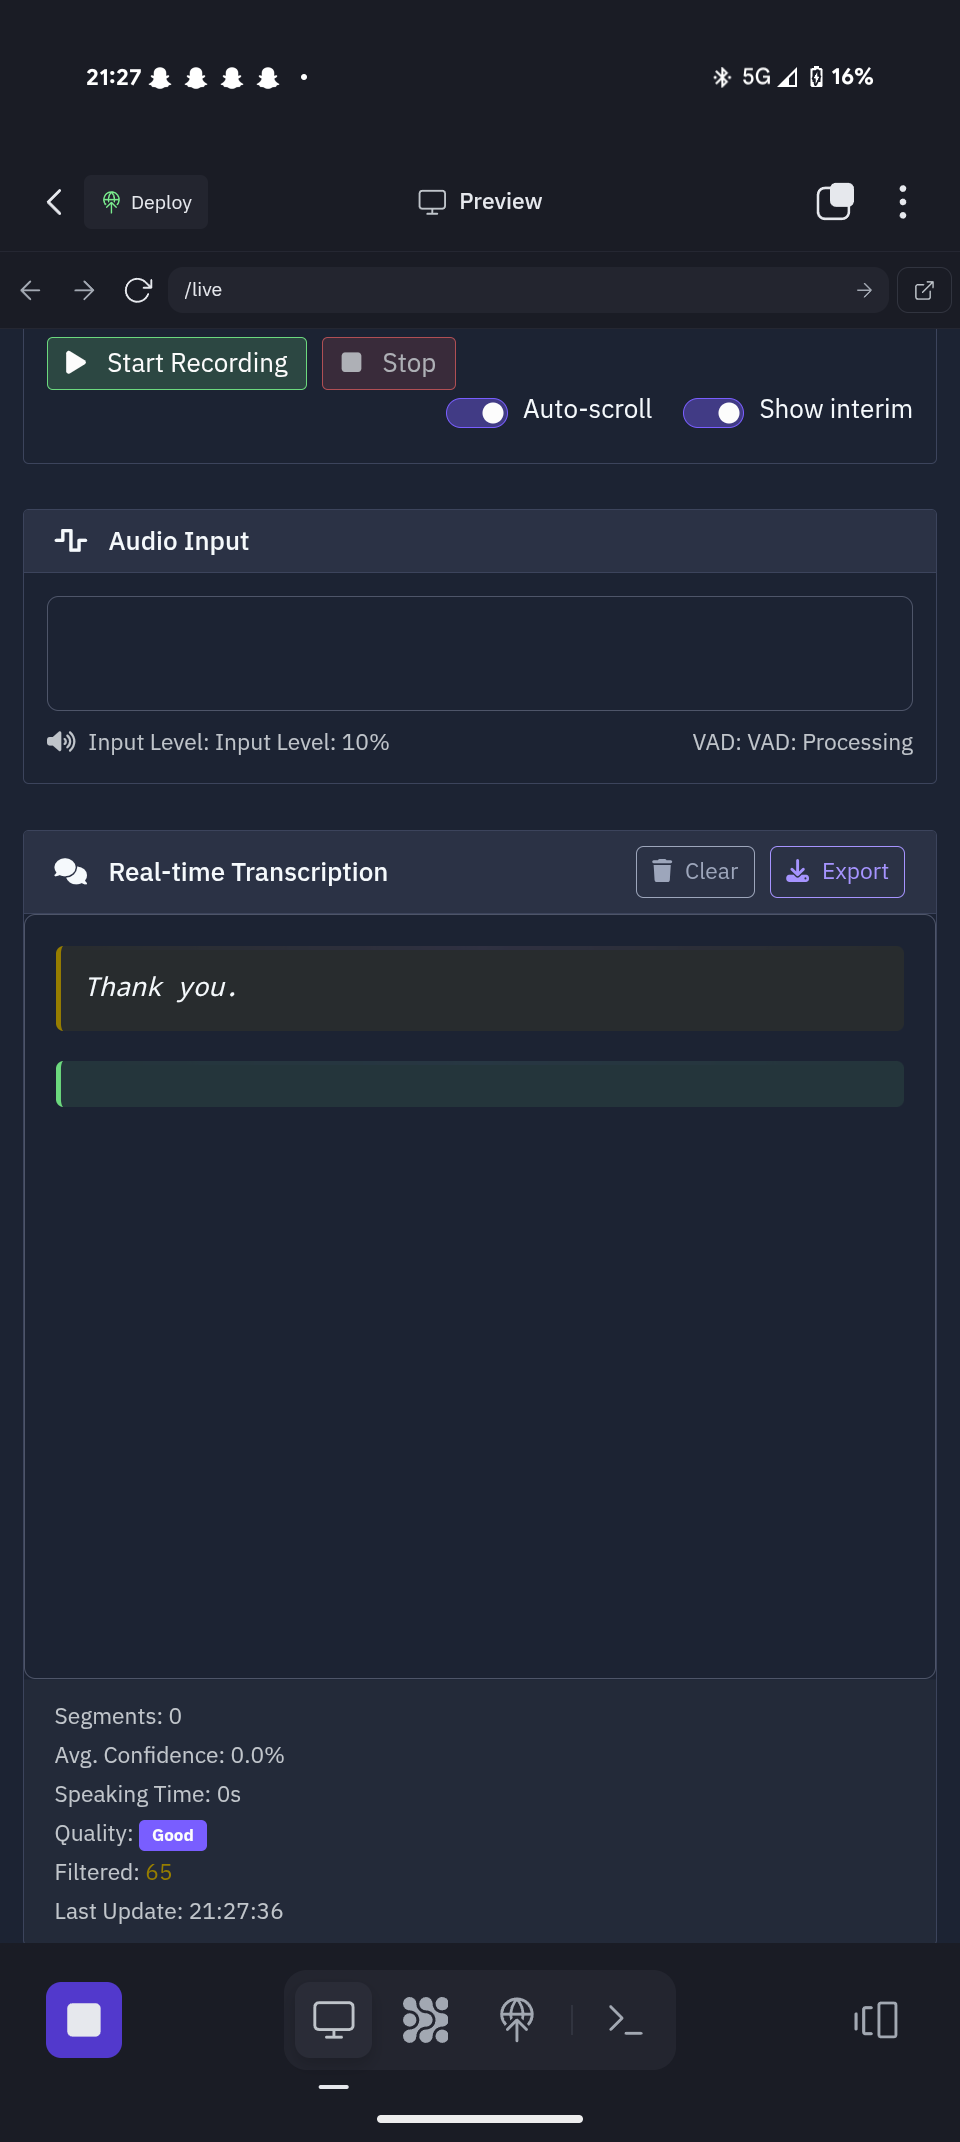 21:27
5G 16%
Deploy
Preview
/live
Start Recording
Stop
Auto-scroll
Show interim
Audio Input
Input Level: Input Level: 10%
VAD: VAD: Processing
Real-time Transcription
Clear
Export
Thank you.
Segments: 0
Avg. Confidence: 0.0%
Speaking Time: 0s
Quality: Good
Filtered: 65
Last Update: 21:27:36